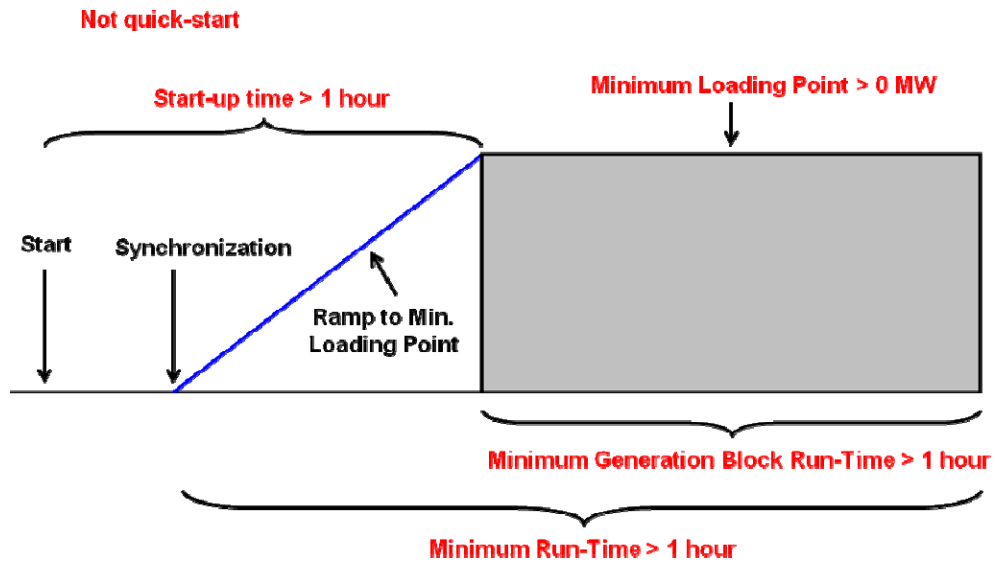 Not quick-start
Minimum Loading Point > 0 MW
Start-up time > 1 hour
Start
Synchronization
Ramp to Min.
Loading Point
Minimum Generation Block Run-Time > 1 hour
Minimum Run-Time > 1 hour